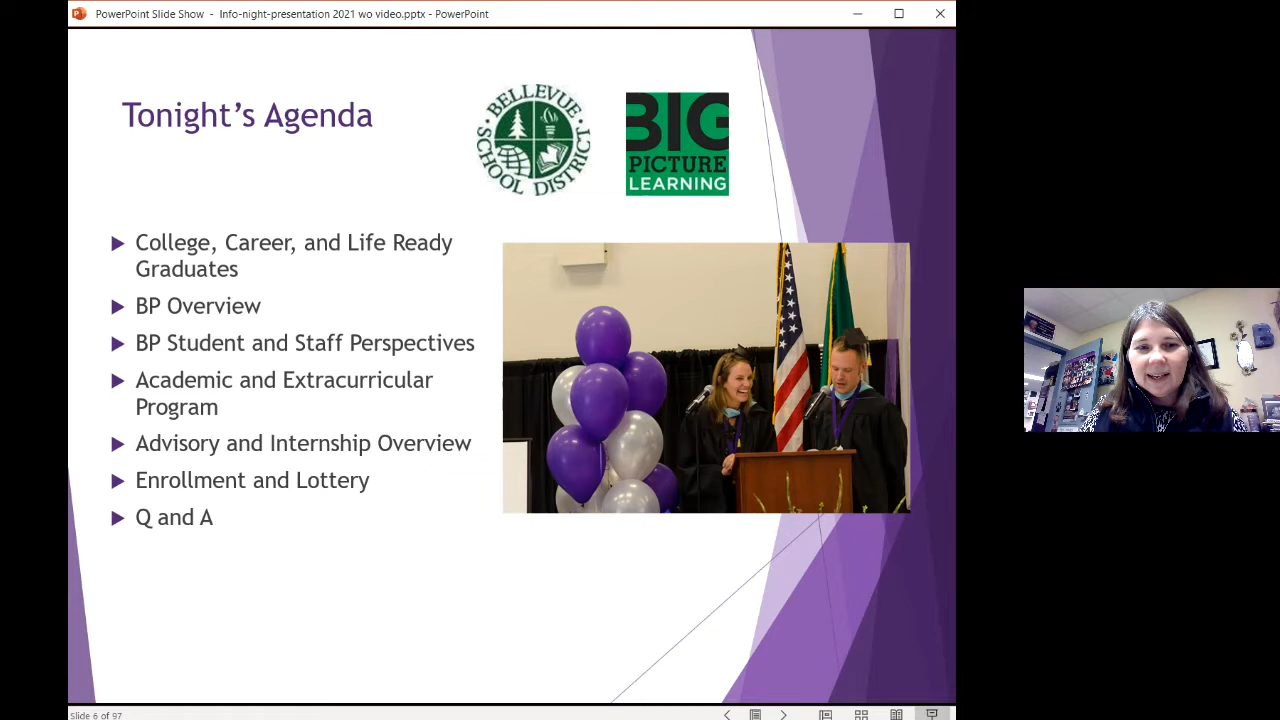 PowerPoint Slide Show - Info-night-presentation 2021 wo video.pptx - PowerPoint
Tonight's Agenda
BELLEVUE
SCHOOL DISTRICT
BIG
PICTURE
LEARNING
College, Career, and Life Ready
Graduates
BP Overview
BP Student and Staff Perspectives
Academic and Extracurricular
Program
Advisory and Internship Overview
Enrollment and Lottery
Q and A
Slide 6 of 97